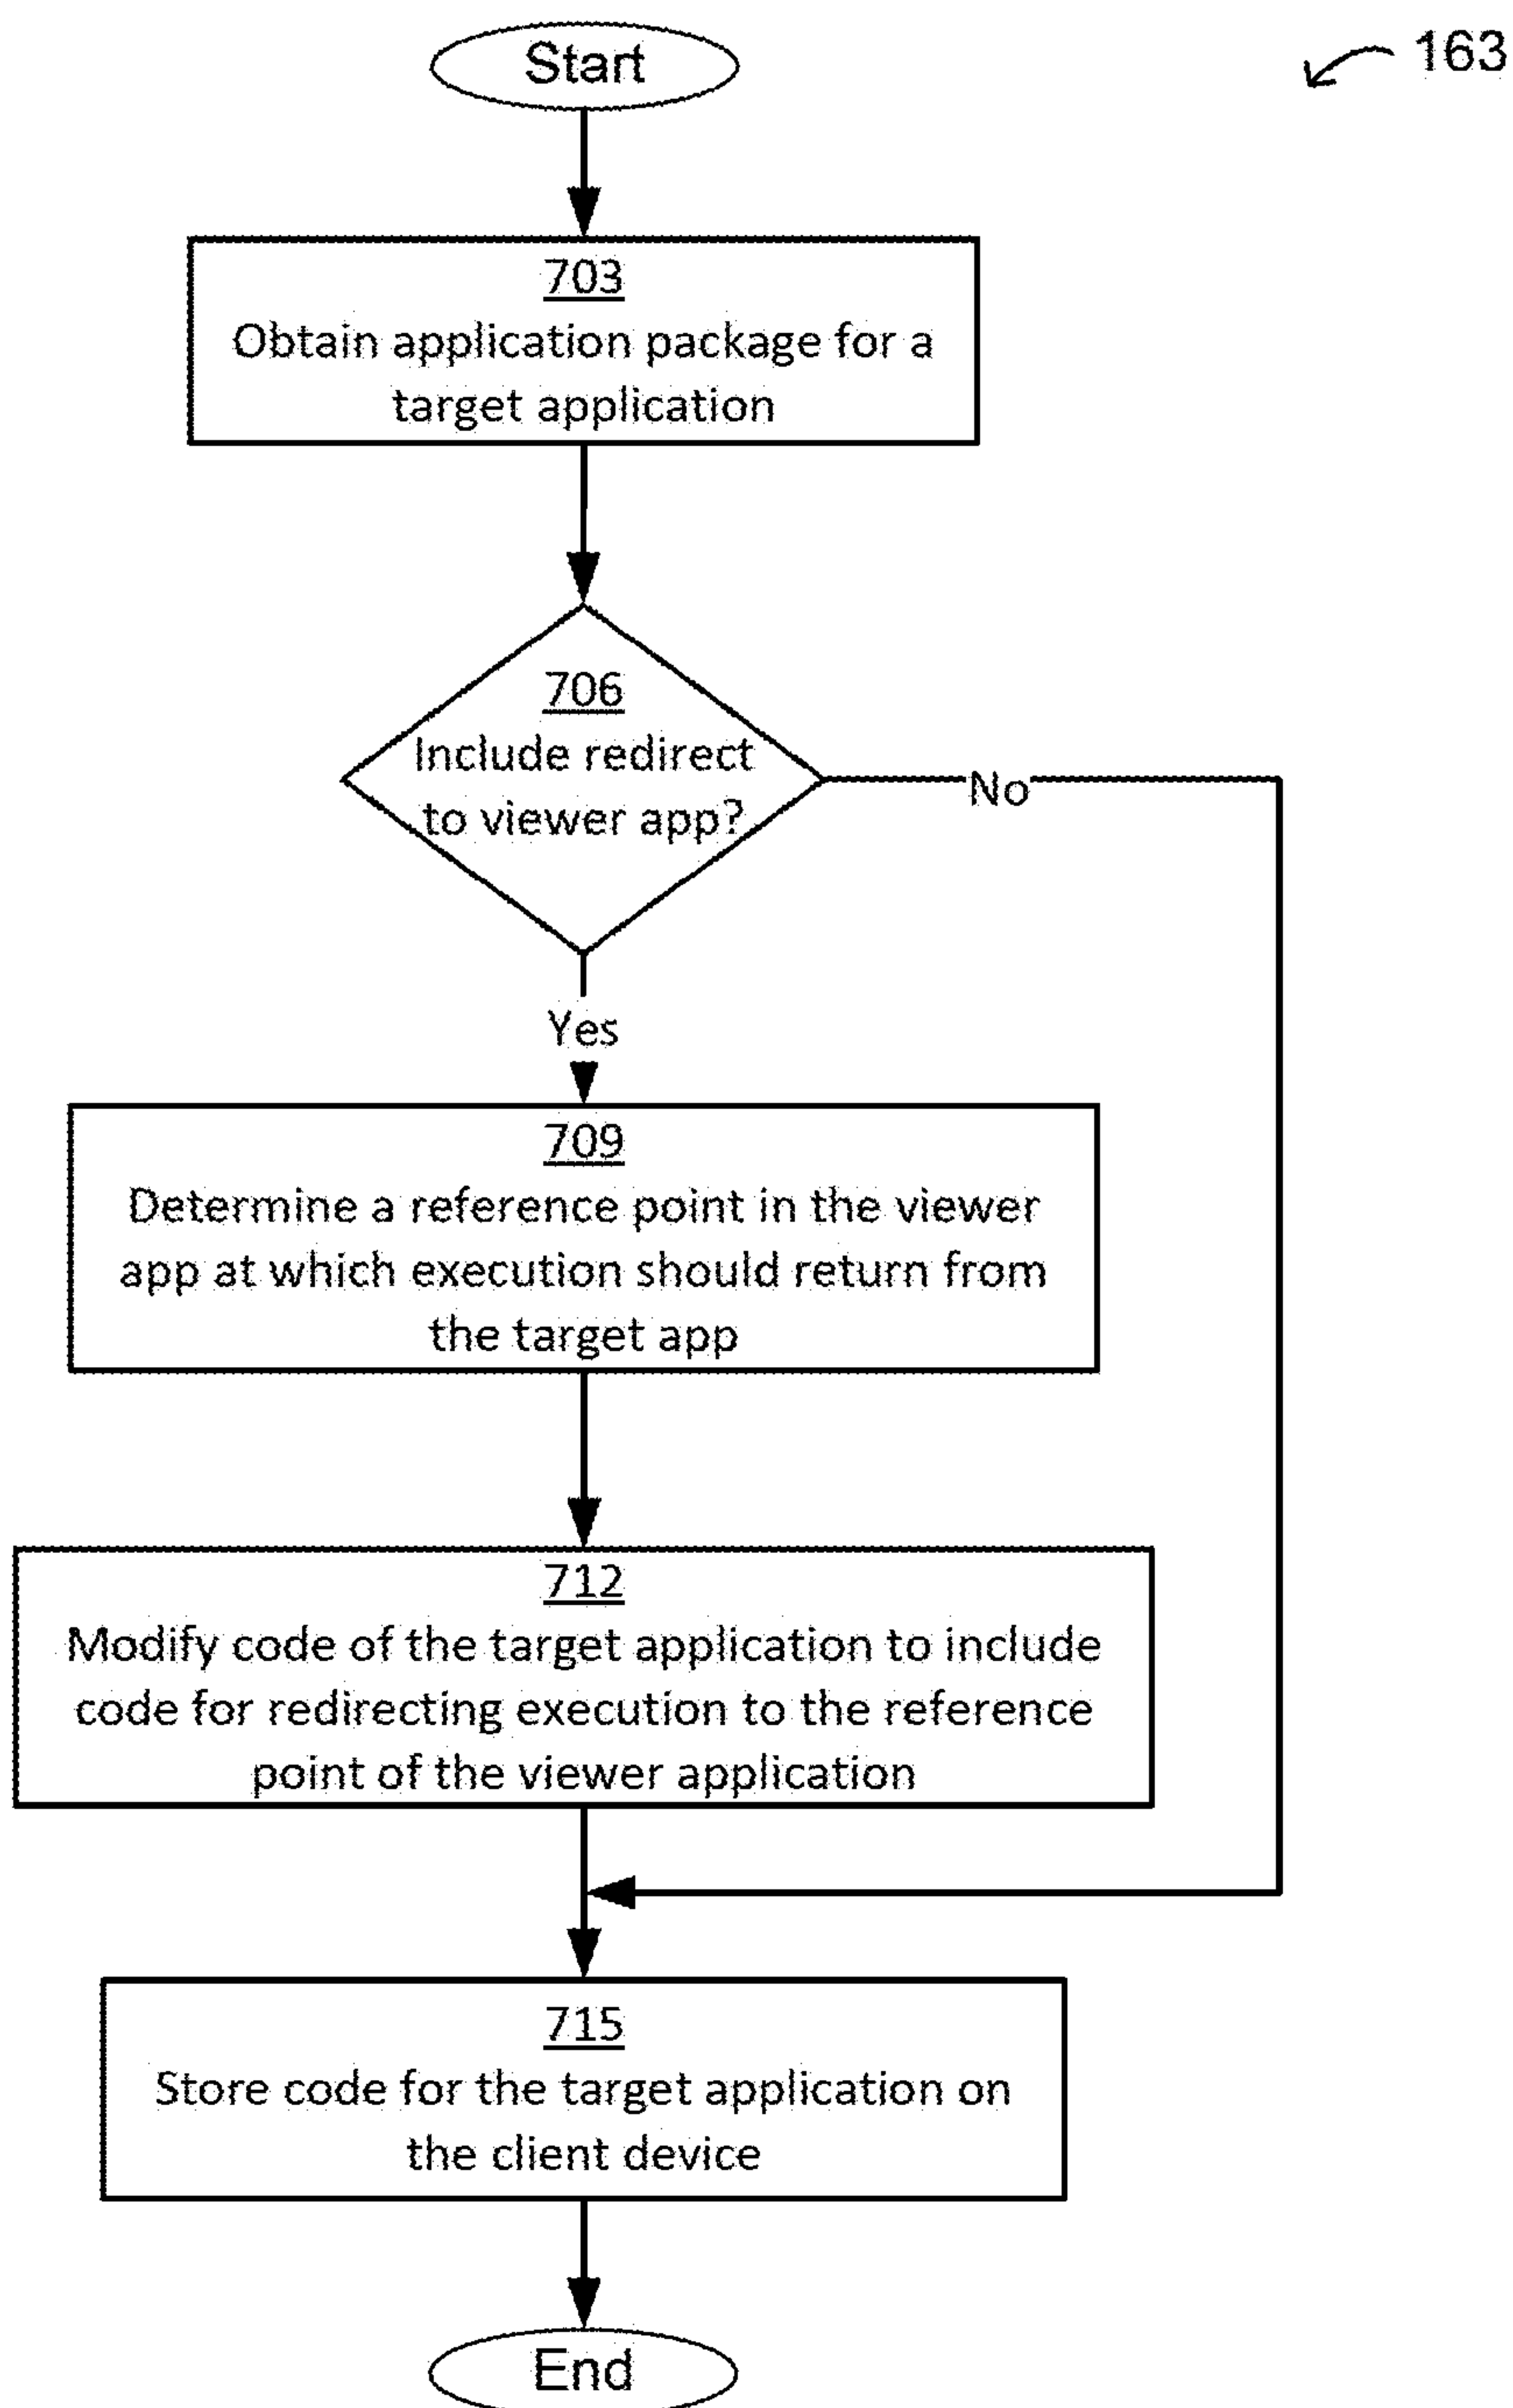 Start
163
703
Obtain application package for a
target application
706
Include redirect
to viewer app?
No
Yes
709
Determine a reference point in the viewer
app at which execution should return from
the target app
712
Modify code of the target application to include
code for redirecting execution to the reference
point of the viewer application
715
Store code for the target application on
the client device
End